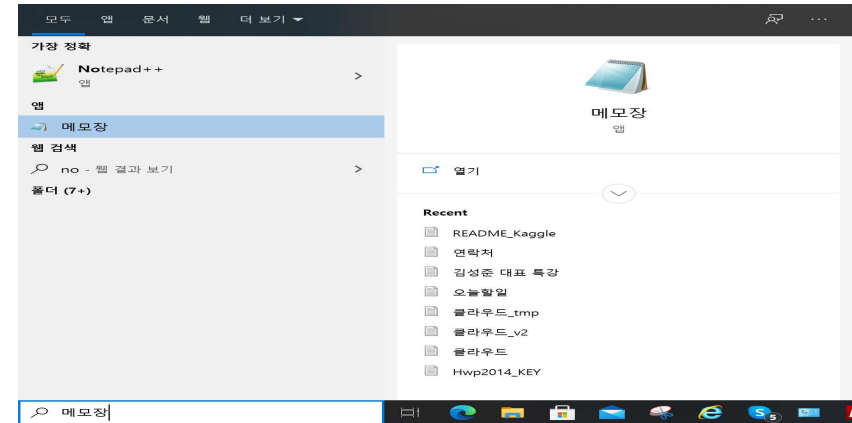 모두 앱 문서 웹 더 보기
가장 정확
Notepad++
앱
앱
메모장
웹 검색
no - 웹 결과 보기
폴더 (7+)
메모장
앱
열기
Recent
README_Kaggle
연락처
김성준 대표 특강
오늘할일
클라우드_tmp
클라우드_v2
클라우드
Hwp2014_KEY
메모장
S 5